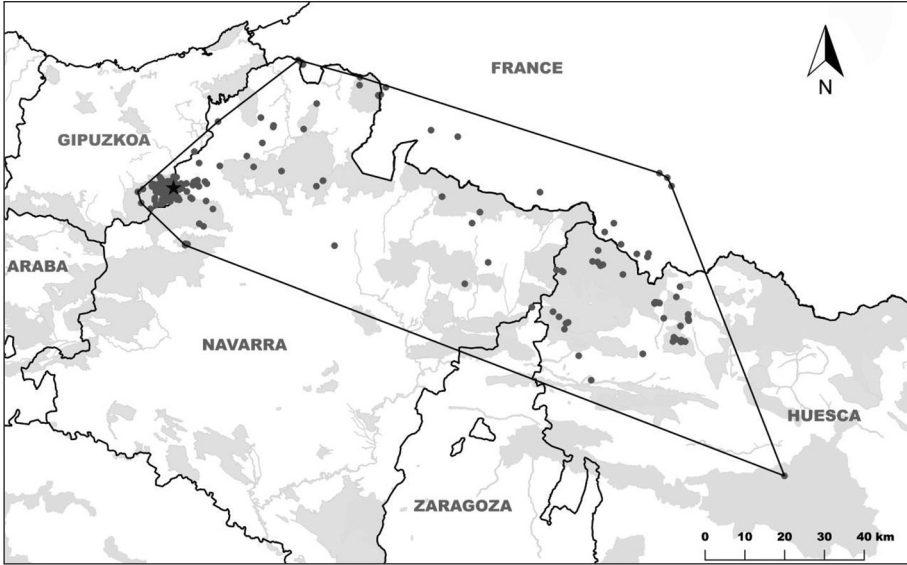 FRANCE
N
GIPUZKOA
ARABA
NAVARRA
HUESCA
ZARAGOZA
0 10 20 30 40 km